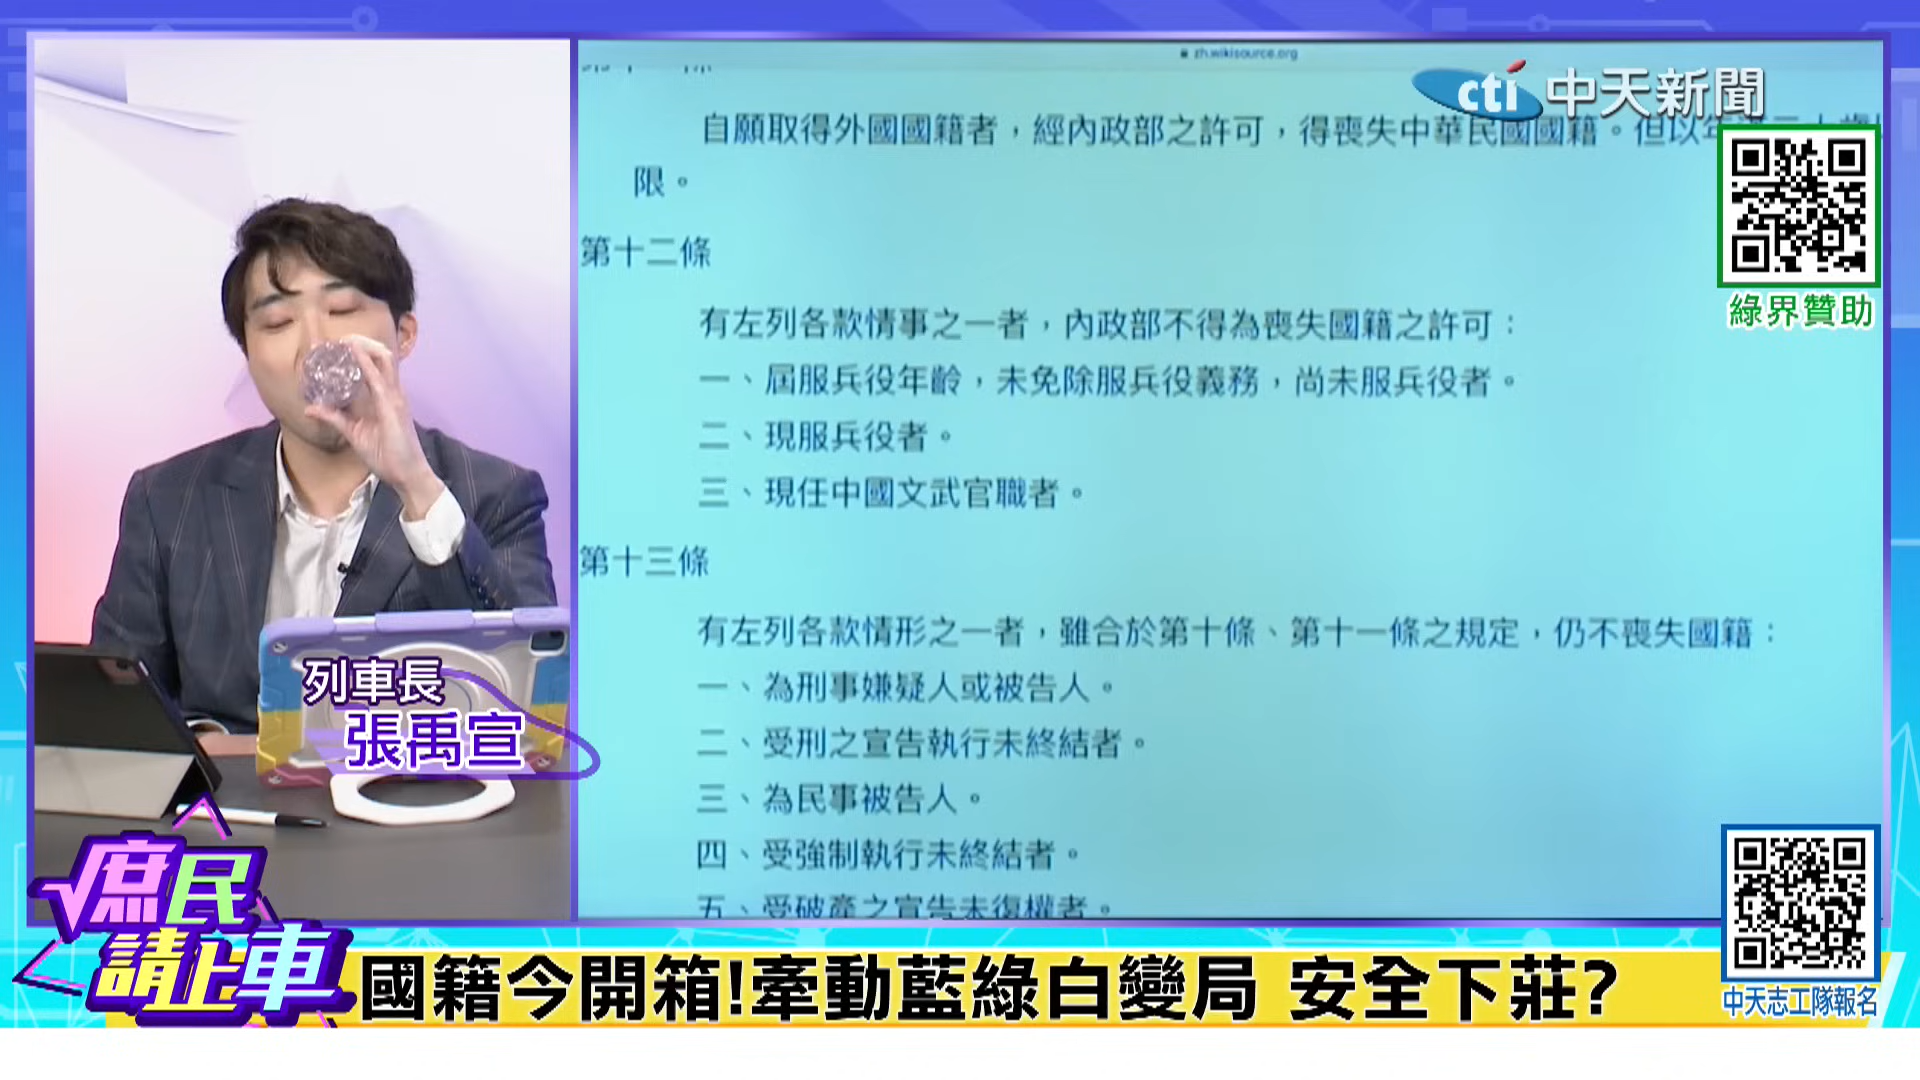 zh.wikisource.org
cti 中天新聞
自願取得外國國籍者，經內政部之許可，得喪失中華民國國籍。但以年
限。
第十二條
有左列各款情事之一者，內政部不得為喪失國籍之許可：
一、屆服兵役年齡，未免除服兵役義務，尚未服兵役者。
二、現服兵役者。
三、現任中國文武官職者。
第十三條
有左列各款情形之一者，雖合於第十條、第十一條之規定，仍不喪失國籍：
一、為刑事嫌疑人或被告人。
二、受刑之宣告執行未終結者。
三、為民事被告人。
四、受強制執行未終結者。
五、受破產之宣告未復權者。
綠界贊助
列車長
張禹宣
庶民
請上車
國籍今開箱!牽動藍綠白變局 安全下莊?
中天志工隊報名